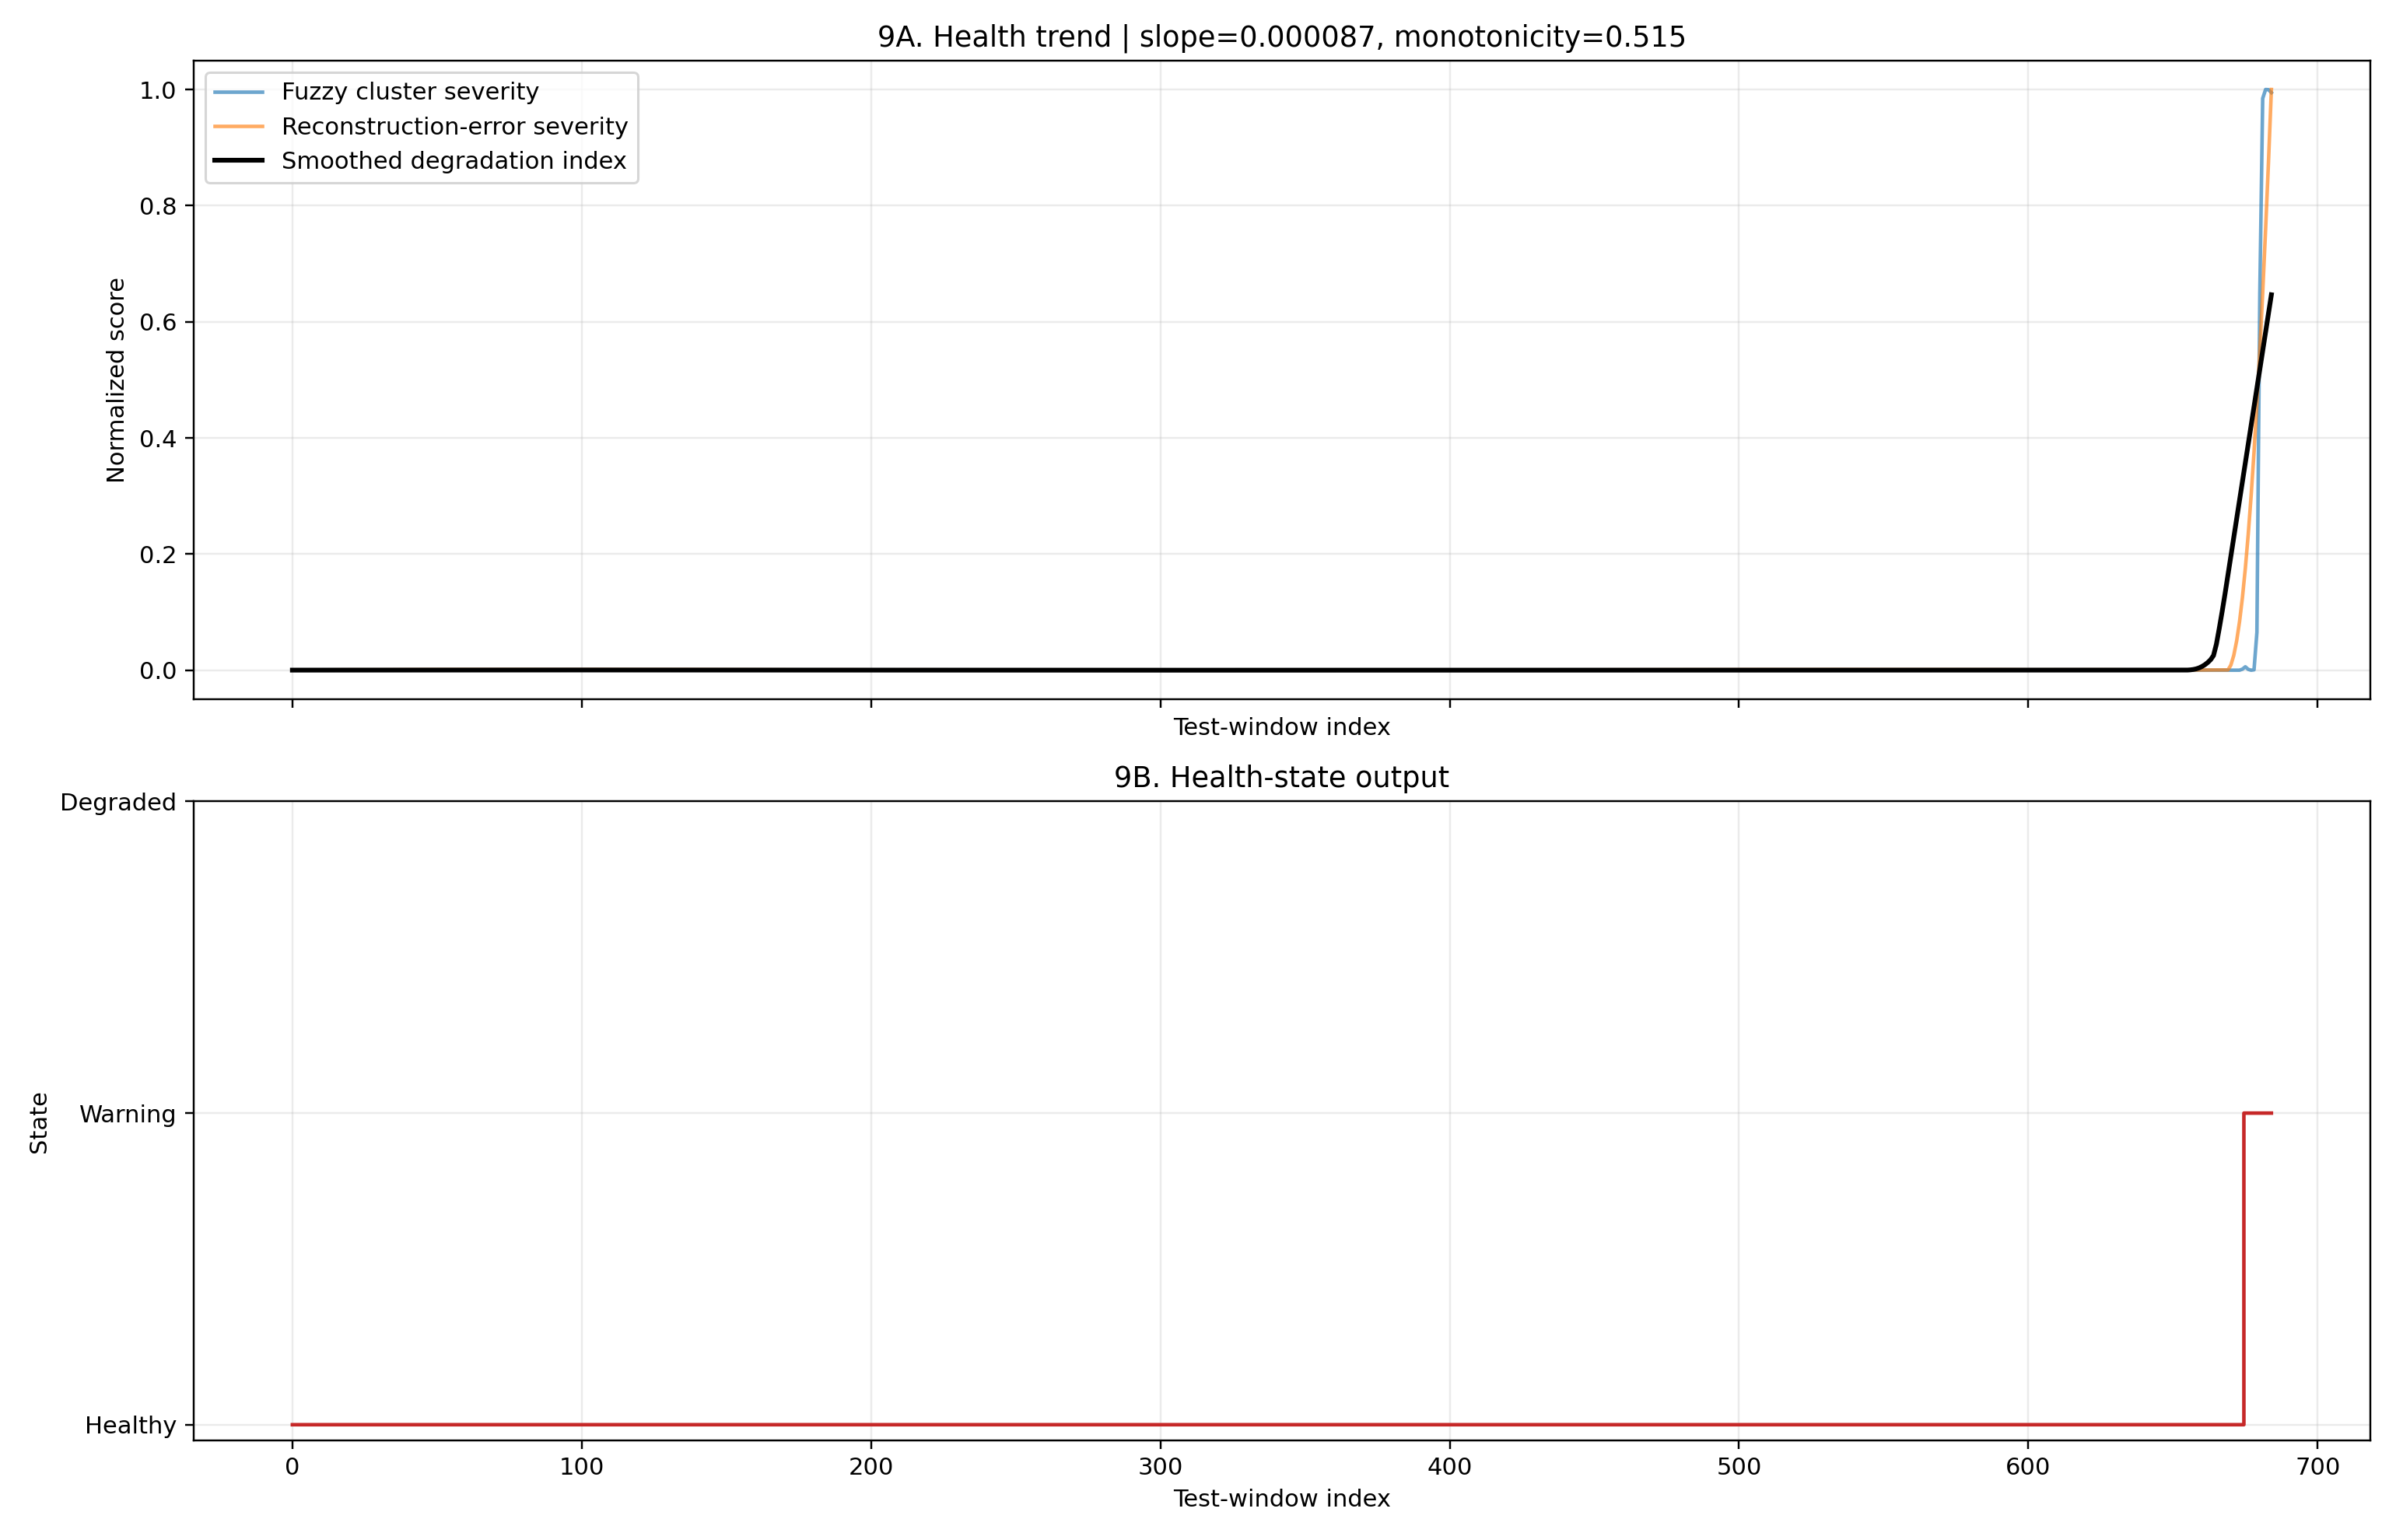 9A. Health trend | slope=0.000087, monotonicity=0.515
Fuzzy cluster severity
Reconstruction-error severity
Smoothed degradation index
Normalized score
1.0
0.8
0.6
0.4
0.2
0.0
Test-window index
9B. Health-state output
State
Degraded
Warning
Healthy
0 100 200 300 400 500 600 700
Test-window index